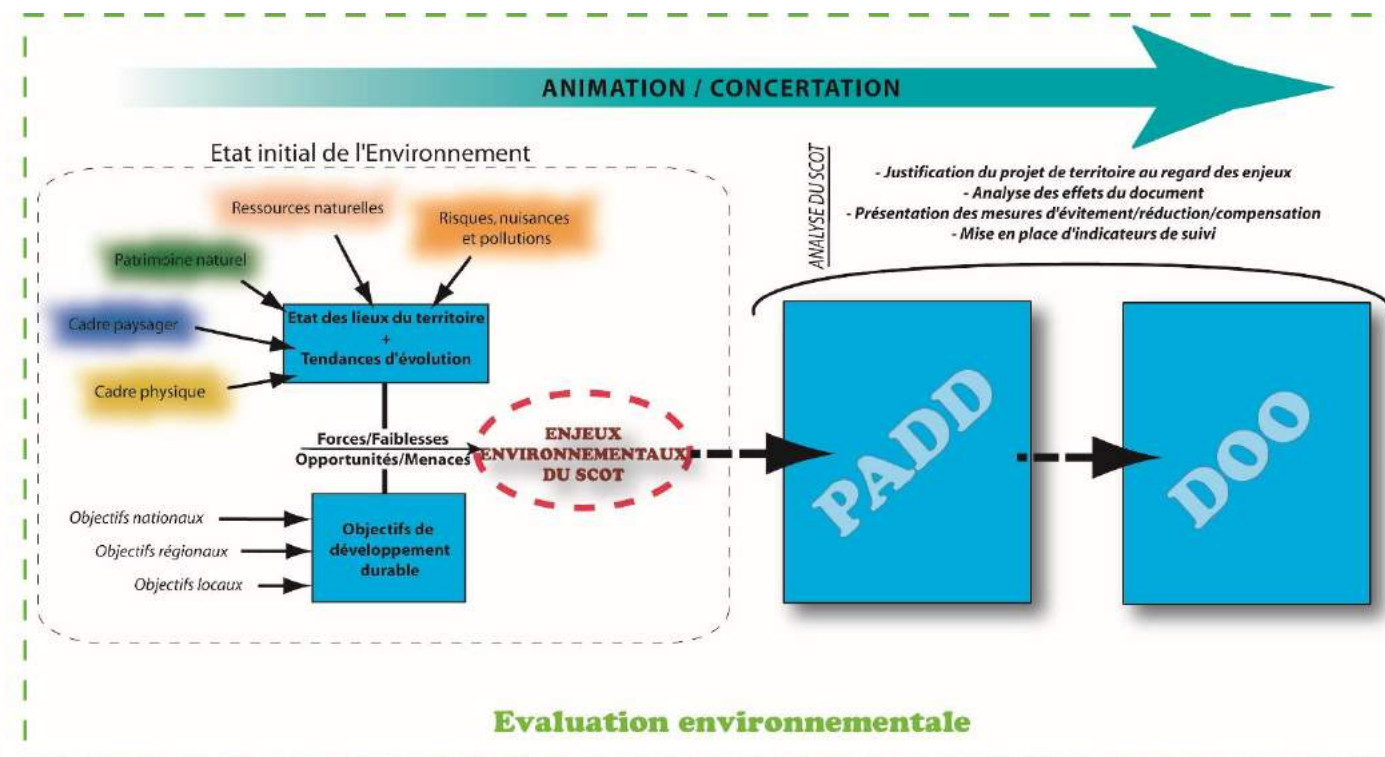 ANIMATION / CONCERTATION
Etat initial de l'Environnement
Ressources naturelles
Risques, nuisances
et pollutions
Patrimoine naturel
Cadre paysager
Cadre physique
Etat des lieux du territoire
+
Tendances d'évolution
Forces/Faiblesses
Opportunités/Menaces
ENJEUX
ENVIRONNEMENTAUX
DU SCOT
Objectifs nationaux
Objectifs régionaux
Objectifs locaux
Objectifs de
développement
durable
ANALYSE DU SCOT
- Justification du projet de territoire au regard des enjeux
- Analyse des effets du document
- Présentation des mesures d'évitement/réduction/compensation
- Mise en place d'indicateurs de suivi
PADD
DOO
Evaluation environnementale